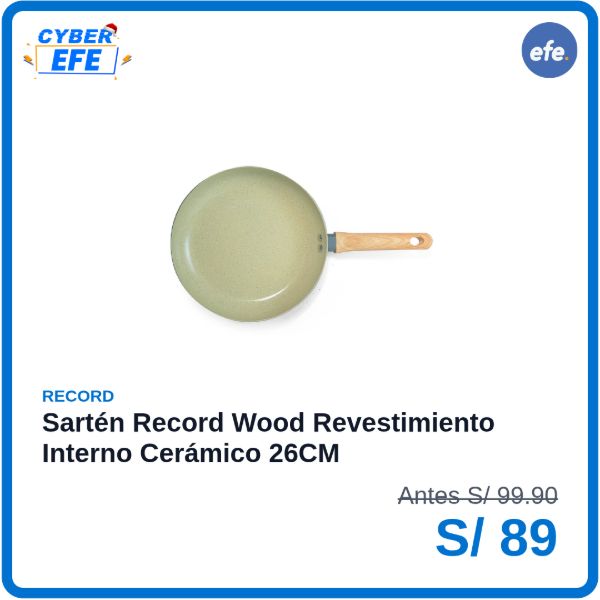 CYBER
EFE
efe.
RECORD
Sartén Record Wood Revestimiento
Interno Cerámico 26CM
Antes S/ 99.90
S/ 89